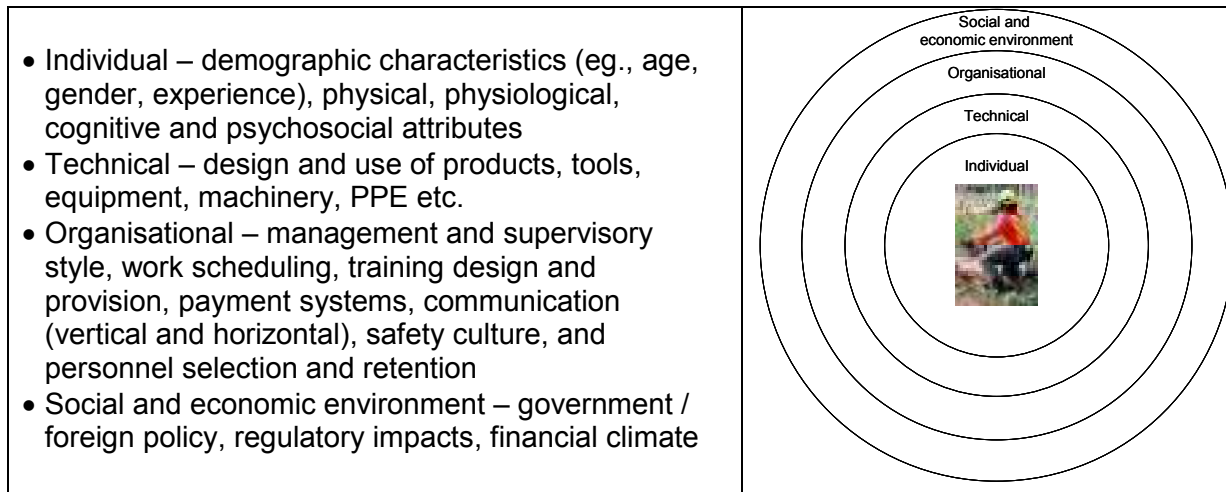 • Individual – demographic characteristics (eg., age,
gender, experience), physical, physiological,
cognitive and psychosocial attributes
• Technical – design and use of products, tools,
equipment, machinery, PPE etc.
• Organisational – management and supervisory
style, work scheduling, training design and
provision, payment systems, communication
(vertical and horizontal), safety culture, and
personnel selection and retention
• Social and economic environment – government /
foreign policy, regulatory impacts, financial climate
Social and
economic environment
Organisational
Technical
Individual